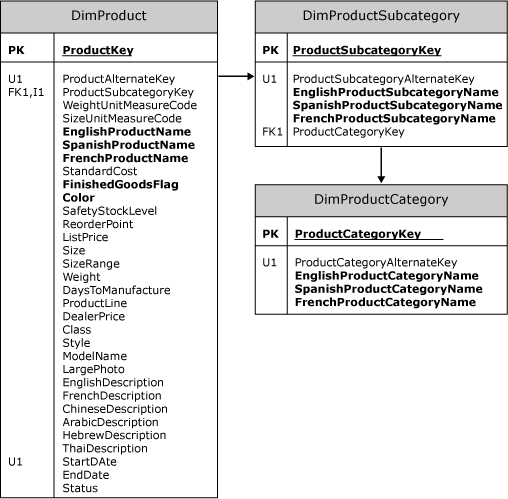 DimProduct
PK ProductKey
U1 ProductAlternateKey
FK1,I1 ProductSubcategoryKey
WeightUnitMeasureCode
SizeUnitMeasureCode
EnglishProductName
SpanishProductName
FrenchProductName
StandardCost
FinishedGoodsFlag
Color
SafetyStockLevel
ReorderPoint
ListPrice
Size
SizeRange
Weight
DaysToManufacture
ProductLine
DealerPrice
Class
Style
ModelName
LargePhoto
EnglishDescription
FrenchDescription
ChineseDescription
ArabicDescription
HebrewDescription
ThaiDescription
U1 StartDAte
EndDate
Status
DimProductSubcategory
PK ProductSubcategoryKey
U1 ProductSubcategoryAlternateKey
EnglishProductSubcategoryName
SpanishProductSubcategoryName
FrenchProductSubcategoryName
FK1 ProductCategoryKey
DimProductCategory
PK ProductCategoryKey
U1 ProductCategoryAlternateKey
EnglishProductCategoryName
SpanishProductCategoryName
FrenchProductCategoryName